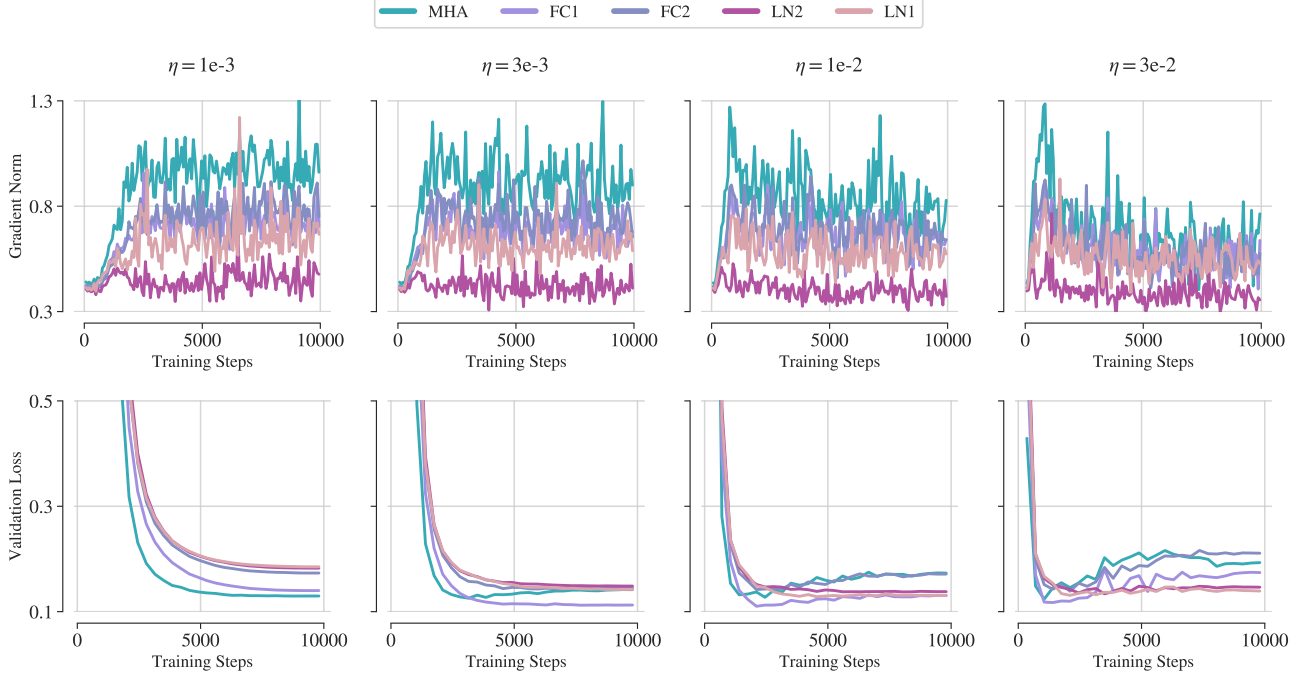 MHA FC1 FC2 LN2 LN1
η = 1e-3 η = 3e-3 η = 1e-2 η = 3e-2
Gradient Norm
1.3
0.8
0.3
0 5000 10000 0 5000 10000 0 5000 10000 0 5000 10000
Training Steps Training Steps Training Steps Training Steps
Validation Loss
0.5
0.3
0.1
0 5000 10000 0 5000 10000 0 5000 10000 0 5000 10000
Training Steps Training Steps Training Steps Training Steps